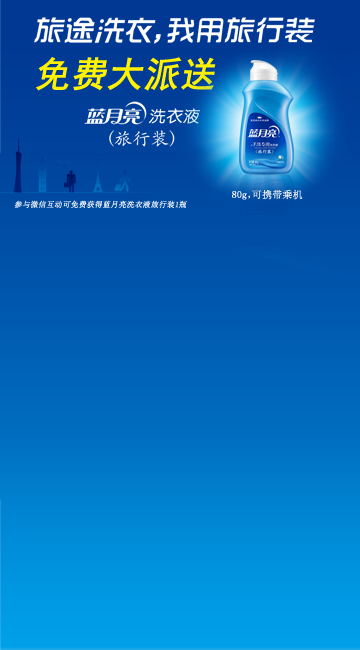 旅途洗衣,我用旅行装
免费大派送
蓝月亮 洗衣液
(旅行装)
蓝月亮
(旅行装)
80g,可携带乘机
参与微信互动可免费获得蓝月亮洗衣液旅行装1瓶